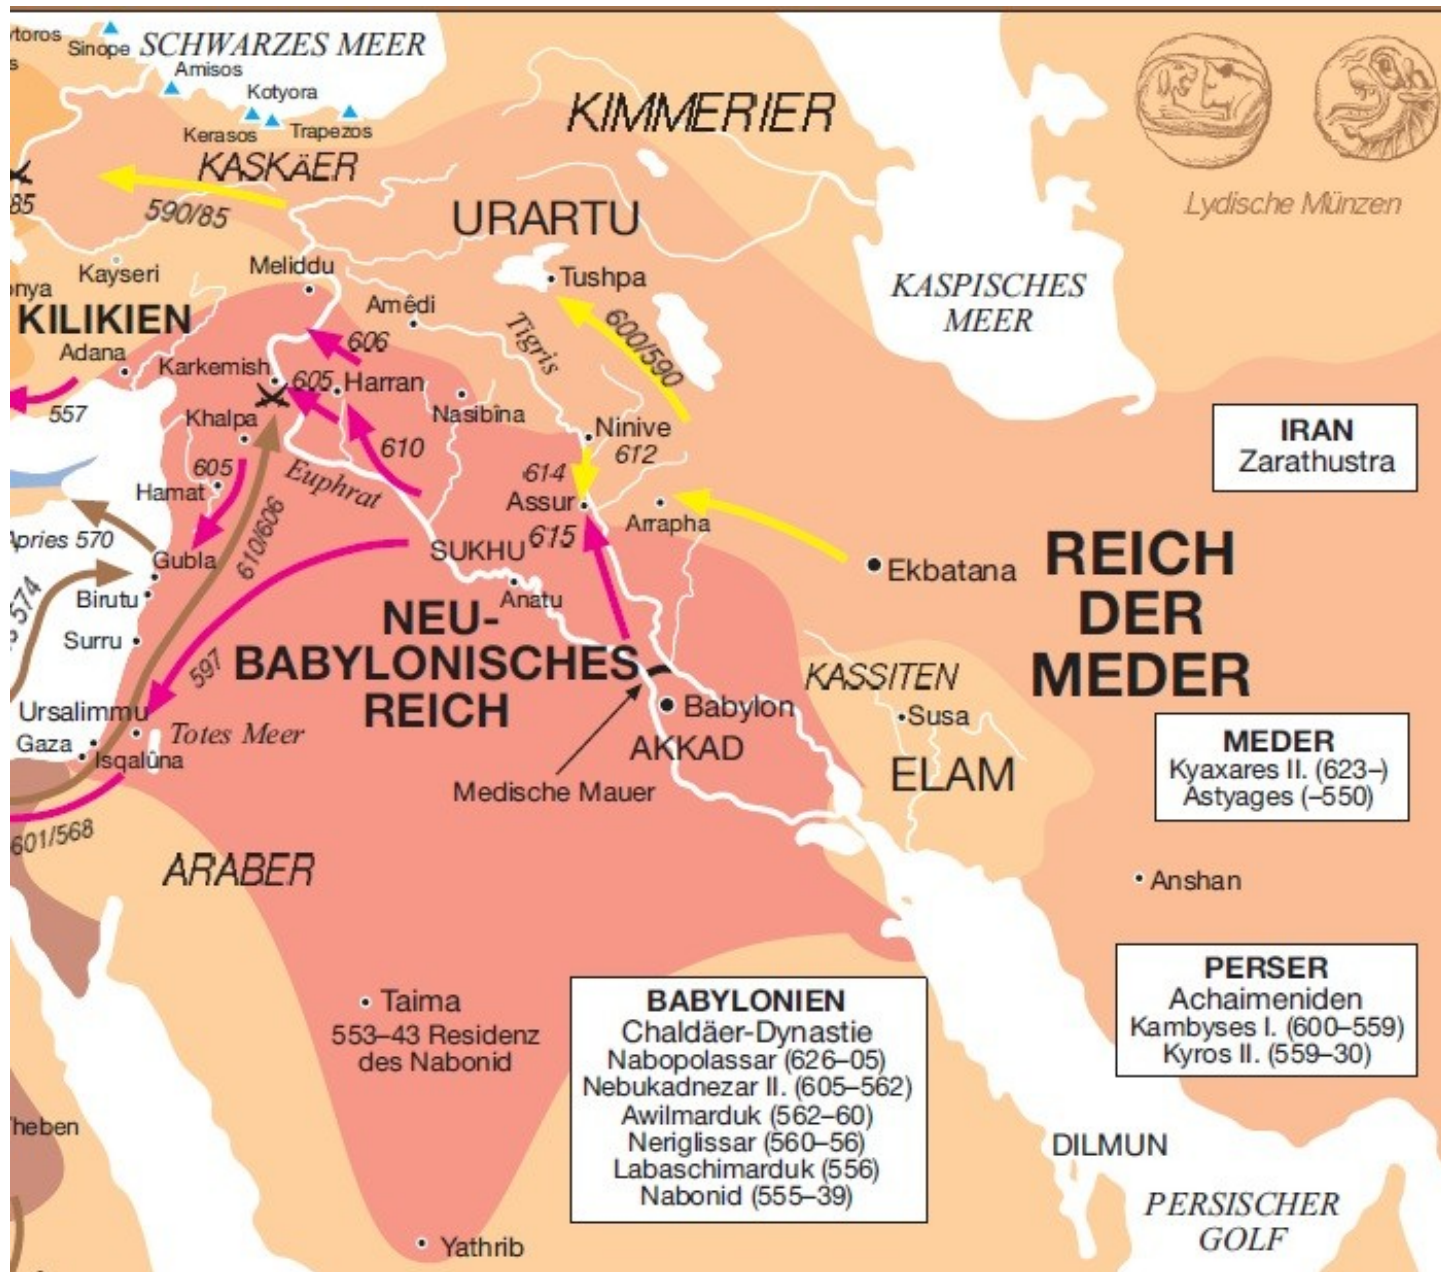 Sinope
SCHWARZES MEER
Amisos
Kotyora
Kerasos
Trapezos
KIMMERIER
KASKÄER
590/85
85
URARTU
Lydische Münzen
Kayseri
Meliddu
Tushpa
KASPISCHES
MEER
KILIKIEN
Amêdi
Tigris
600/590
Adana
606
Karkemish
605
Harran
557
Khalpa
Nasibîna
Ninive
612
610
IRAN
Zarathustra
605
Hamat
Euphrat
614
Assur
Arrapha
615
Apries 570
610/606
Gubla
SUKHU
Ekbatana
REICH
DER
MEDER
574
Birutu
Anatu
Surru
NEU-
BABYLONISCHES
REICH
597
KASSITEN
Ursalimmu
Totes Meer
Babylon
Susa
Gaza
Isqalûna
AKKAD
MEDER
Kyaxares II. (623–)
Astyages (–550)
Medische Mauer
ELAM
601/568
ARABER
Anshan
Taima
553–43 Residenz
des Nabonid
BABYLONIEN
Chaldäer-Dynastie
Nabopolassar (626–05)
Nebukadnezar II. (605–562)
Awilmarduk (562–60)
Neriglissar (560–56)
Labaschimarduk (556)
Nabonid (555–39)
PERSER
Achaimeniden
Kambyses I. (600–559)
Kyros II. (559–30)
heben
DILMUN
PERSISCHER
GOLF
Yathrib